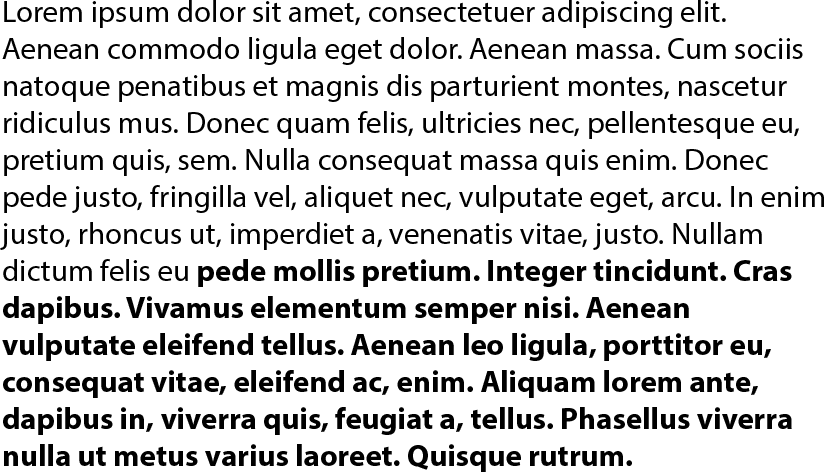 Lorem ipsum dolor sit amet, consectetuer adipiscing elit.
Aenean commodo ligula eget dolor. Aenean massa. Cum sociis
natoque penatibus et magnis dis parturient montes, nascetur
ridiculus mus. Donec quam felis, ultricies nec, pellentesque eu,
pretium quis, sem. Nulla consequat massa quis enim. Donec
pede justo, fringilla vel, aliquet nec, vulputate eget, arcu. In enim
justo, rhoncus ut, imperdiet a, venenatis vitae, justo. Nullam
dictum felis eu pede mollis pretium. Integer tincidunt. Cras
dapibus. Vivamus elementum semper nisi. Aenean
vulputate eleifend tellus. Aenean leo ligula, porttitor eu,
consequat vitae, eleifend ac, enim. Aliquam lorem ante,
dapibus in, viverra quis, feugiat a, tellus. Phasellus viverra
nulla ut metus varius laoreet. Quisque rutrum.